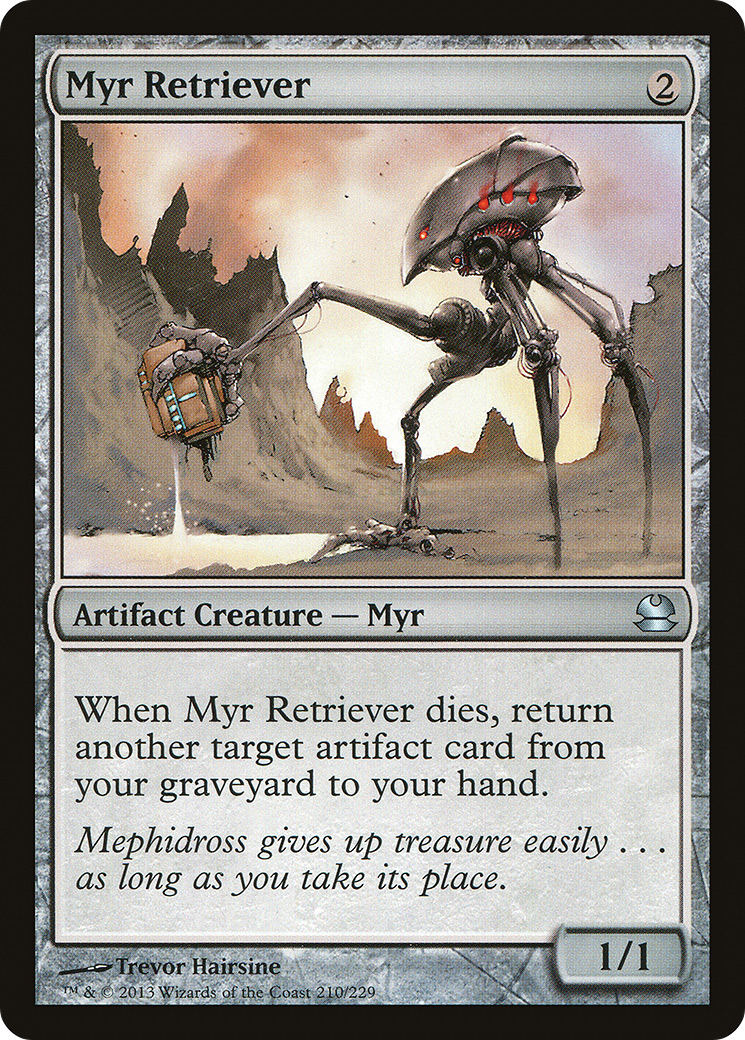 Myr Retriever
2
Artifact Creature — Myr
When Myr Retriever dies, return
another target artifact card from
your graveyard to your hand.
Mephidross gives up treasure easily . . .
as long as you take its place.
1/1
Trevor Hairsine
™ & © 2013 Wizards of the Coast 210/229